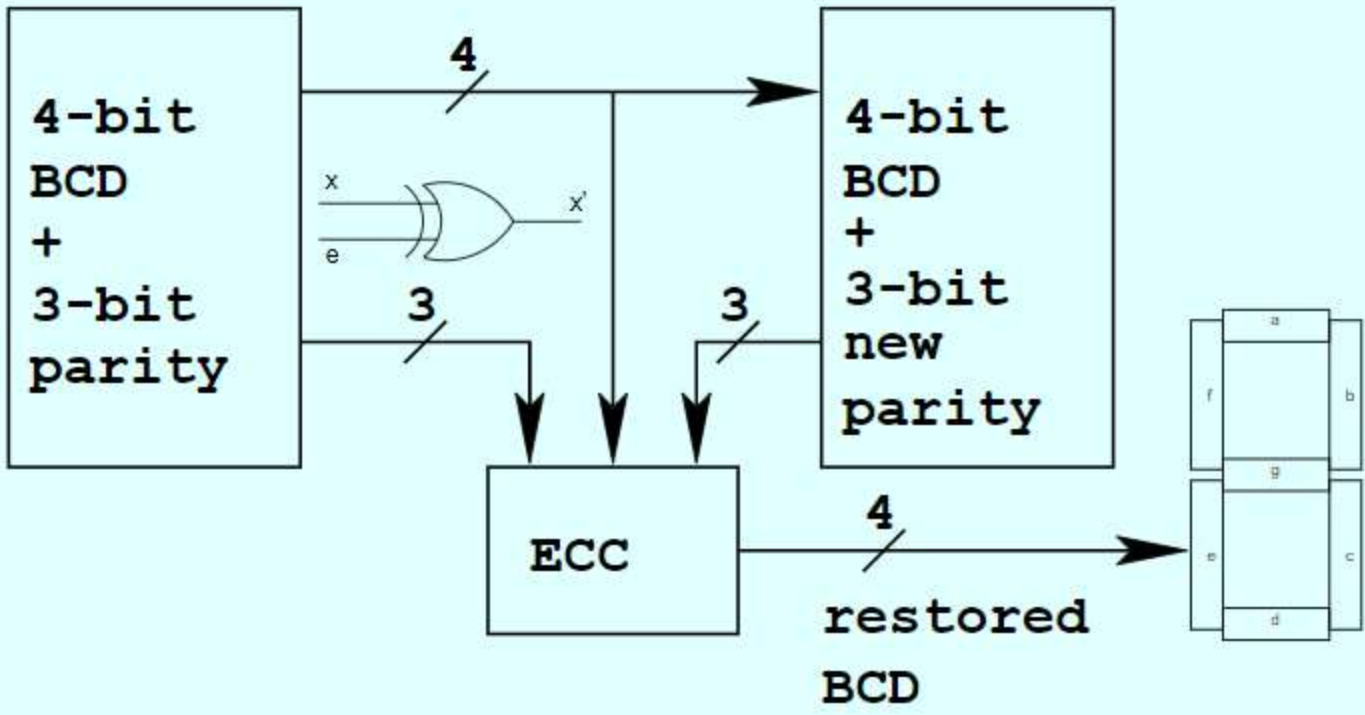 4-bit
BCD
+
3-bit
parity
4
x
e
x'
3
3
4-bit
BCD
+
3-bit
new
parity
ECC
4
restored
BCD
a
f
b
g
e
c
d